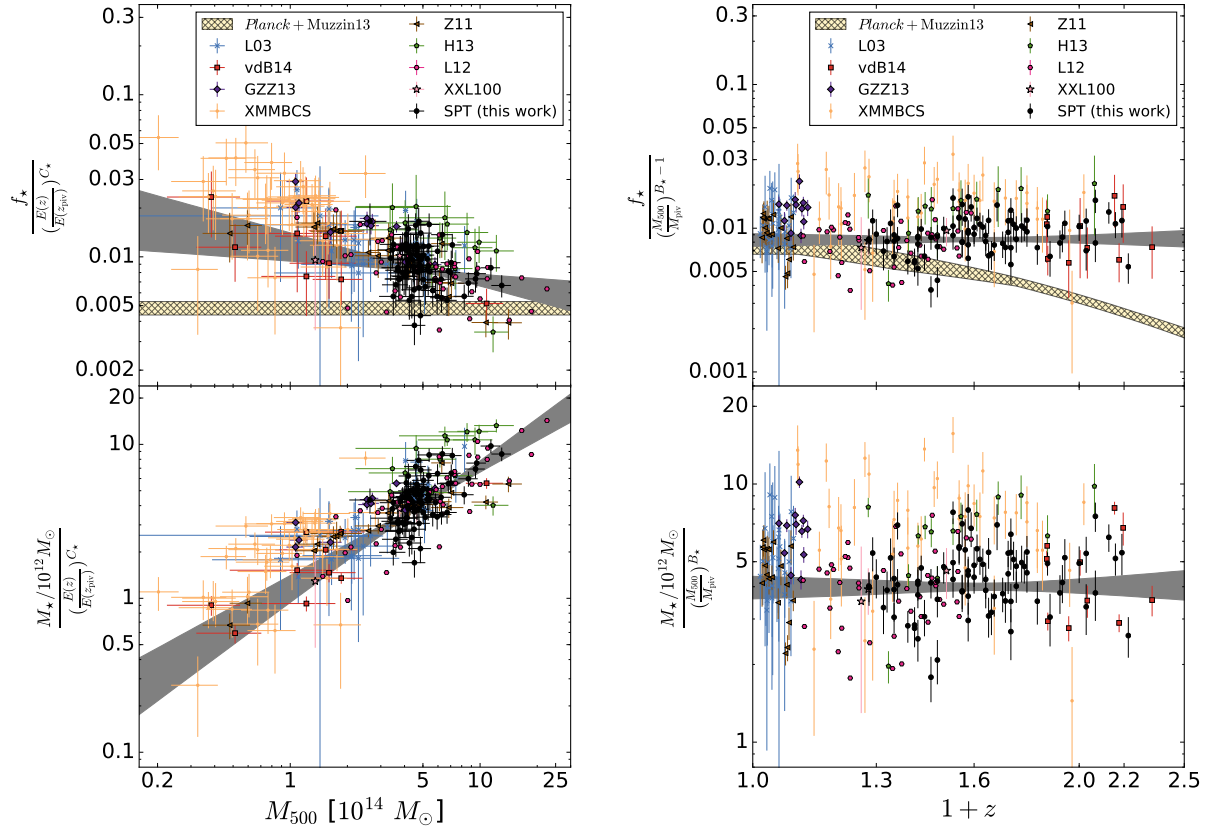 0.3
0.1
0.03
0.01
0.005
0.002
f⋆
(E(z)/E(z_piv))^C⋆
Planck + Muzzin13
L03
vdB14
GZZ13
XMMBCS
Z11
H13
L12
XXL100
SPT (this work)
20
10
5
1
0.5
0.1
M⋆/10^12 M⊙
(E(z)/E(z_piv))^C⋆
0.2 1 5 10 20
M500 [10^14 M⊙]
0.3
0.1
0.05
0.03
0.01
0.005
0.001
f⋆
(M500/M_piv)^B⋆−1
Planck + Muzzin13
L03
vdB14
GZZ13
XMMBCS
Z11
H13
L12
XXL100
SPT (this work)
20
10
5
1
M⋆/10^12 M⊙
(M500/M_piv)^B⋆
1.0 1.3 1.6 2.0 2.2 2.5
1 + z